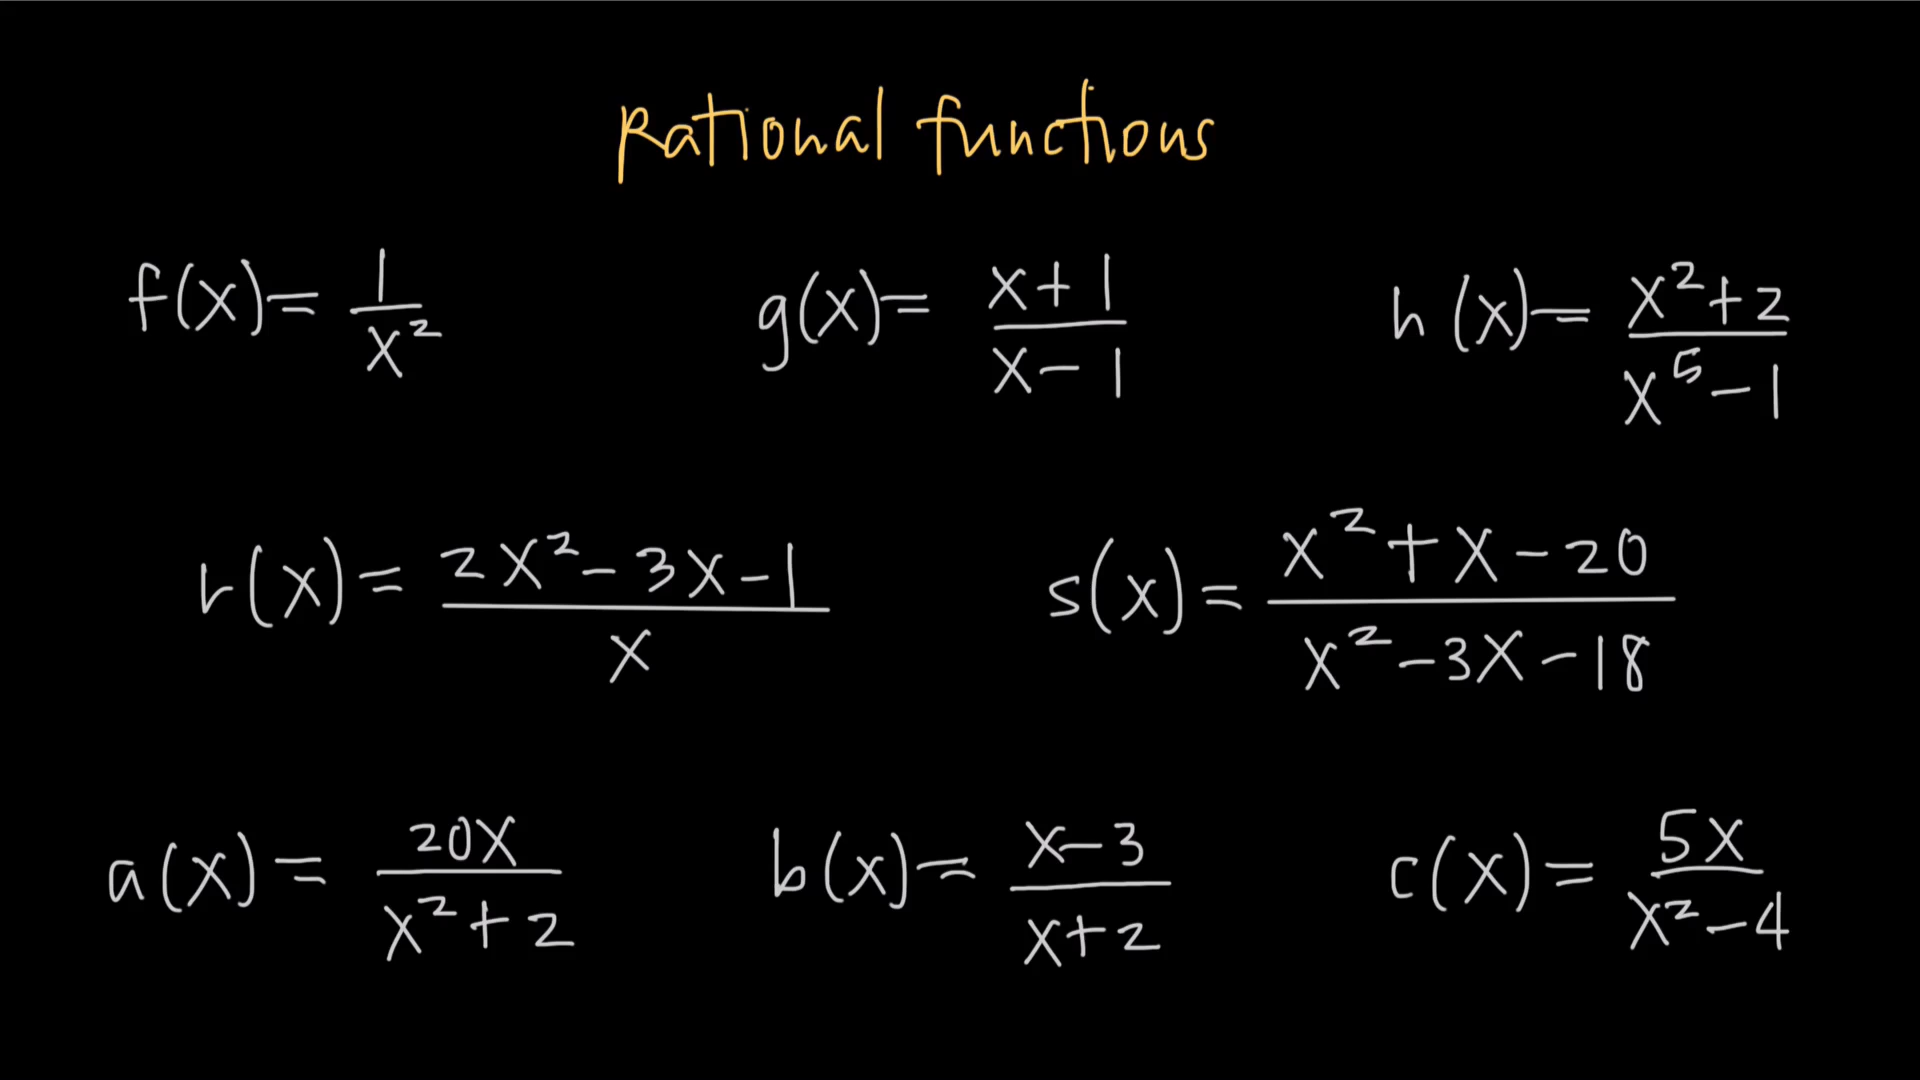 Rational functions
f(x)= 1/x² g(x)= x+1/x-1 h(x)= x²+2/x⁵-1
r(x)= 2x²-3x-1/x s(x)= x²+x-20/x²-3x-18
a(x)= 20x/x²+2 b(x)= x-3/x+2 c(x)= 5x/x²-4